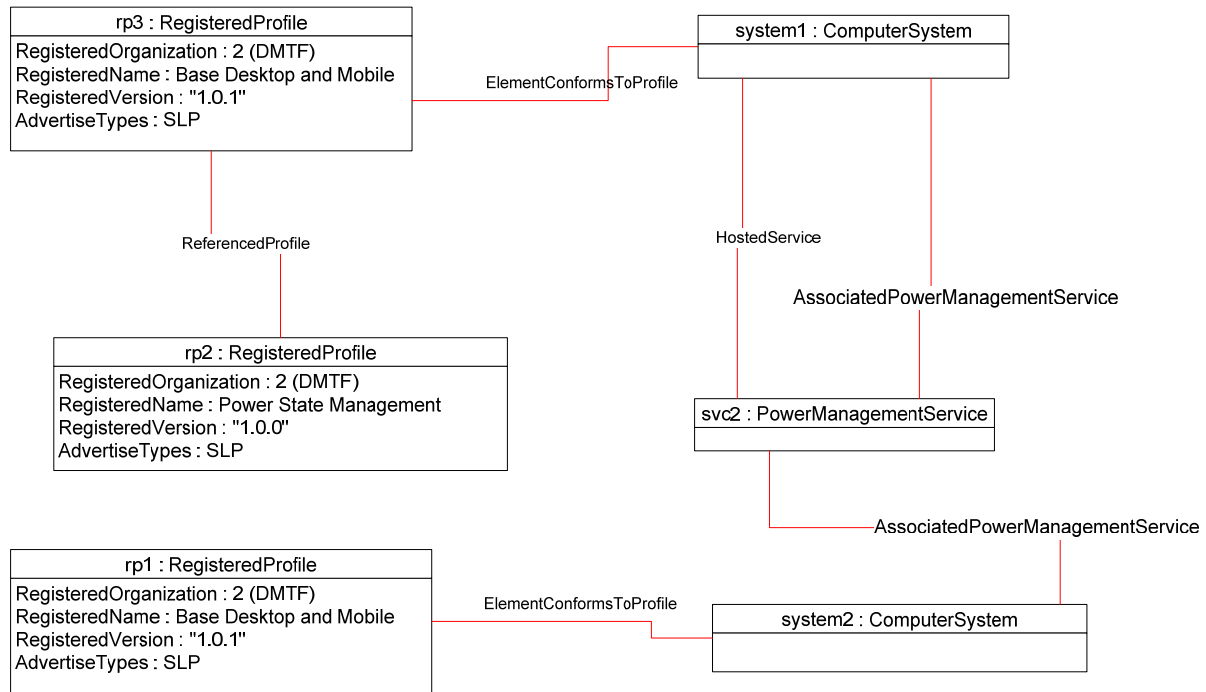 rp3 : RegisteredProfile
RegisteredOrganization : 2 (DMTF)
RegisteredName : Base Desktop and Mobile
RegisteredVersion : "1.0.1"
AdvertiseTypes : SLP
system1 : ComputerSystem
ElementConformsToProfile
ReferencedProfile
HostedService
AssociatedPowerManagementService
rp2 : RegisteredProfile
RegisteredOrganization : 2 (DMTF)
RegisteredName : Power State Management
RegisteredVersion : "1.0.0"
AdvertiseTypes : SLP
svc2 : PowerManagementService
AssociatedPowerManagementService
rp1 : RegisteredProfile
RegisteredOrganization : 2 (DMTF)
RegisteredName : Base Desktop and Mobile
RegisteredVersion : "1.0.1"
AdvertiseTypes : SLP
ElementConformsToProfile
system2 : ComputerSystem